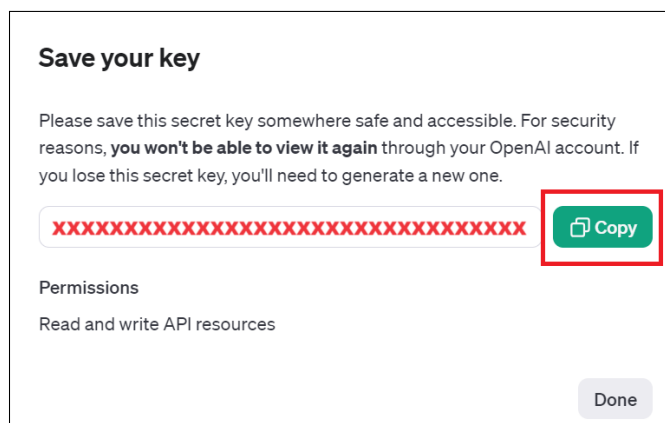 Save your key
Please save this secret key somewhere safe and accessible. For security
reasons, you won't be able to view it again through your OpenAI account. If
you lose this secret key, you'll need to generate a new one.
XXXXXXXXXXXXXXXXXXXXXXXXXXXXXXXXX Copy
Permissions
Read and write API resources
Done